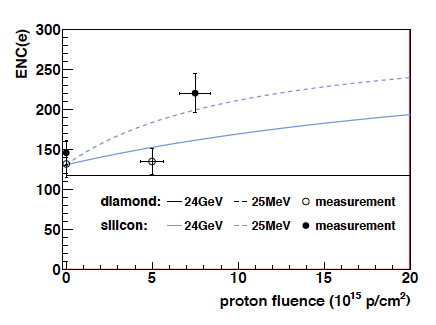 ENC(e)
300
250
200
150
100
50
0
diamond: 24GeV 25MeV measurement
silicon: 24GeV 25MeV measurement
0 5 10 15 20
proton fluence (10¹⁵ p/cm²)